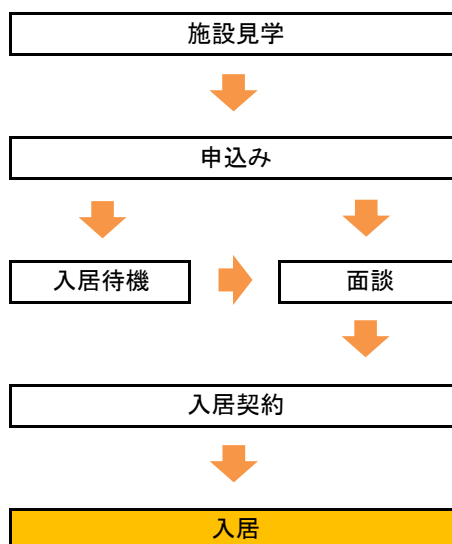 施設見学
申込み
入居待機
面談
入居契約
入居